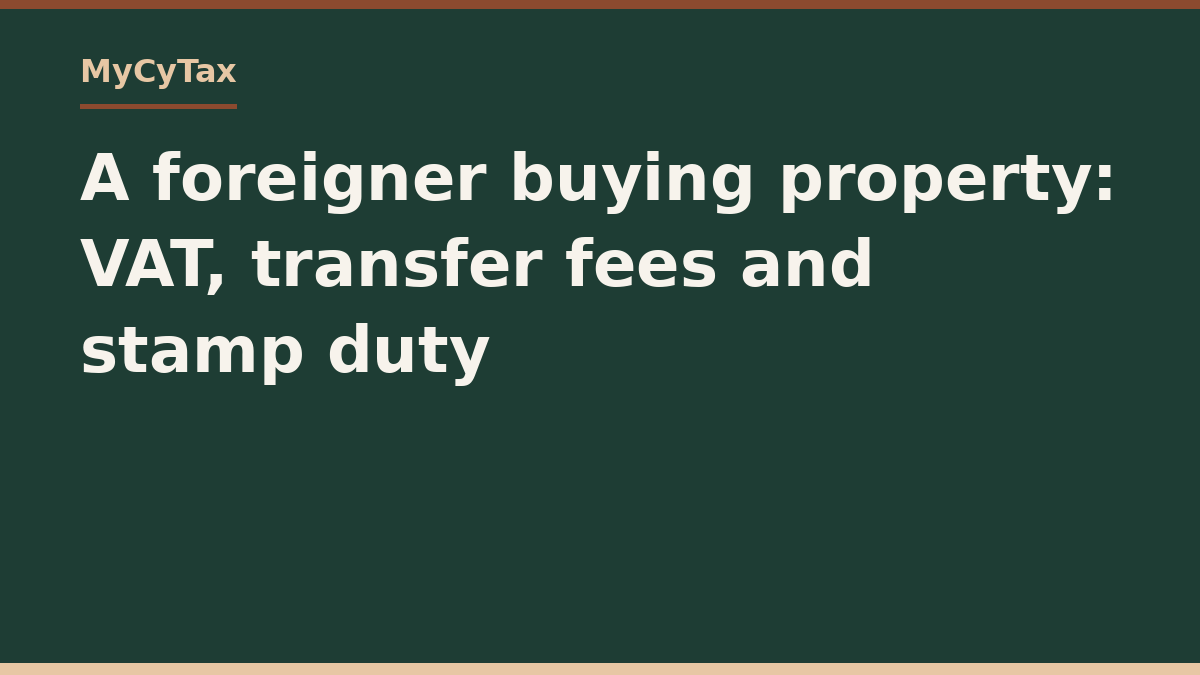 MyCyTax
A foreigner buying property:
VAT, transfer fees and
stamp duty